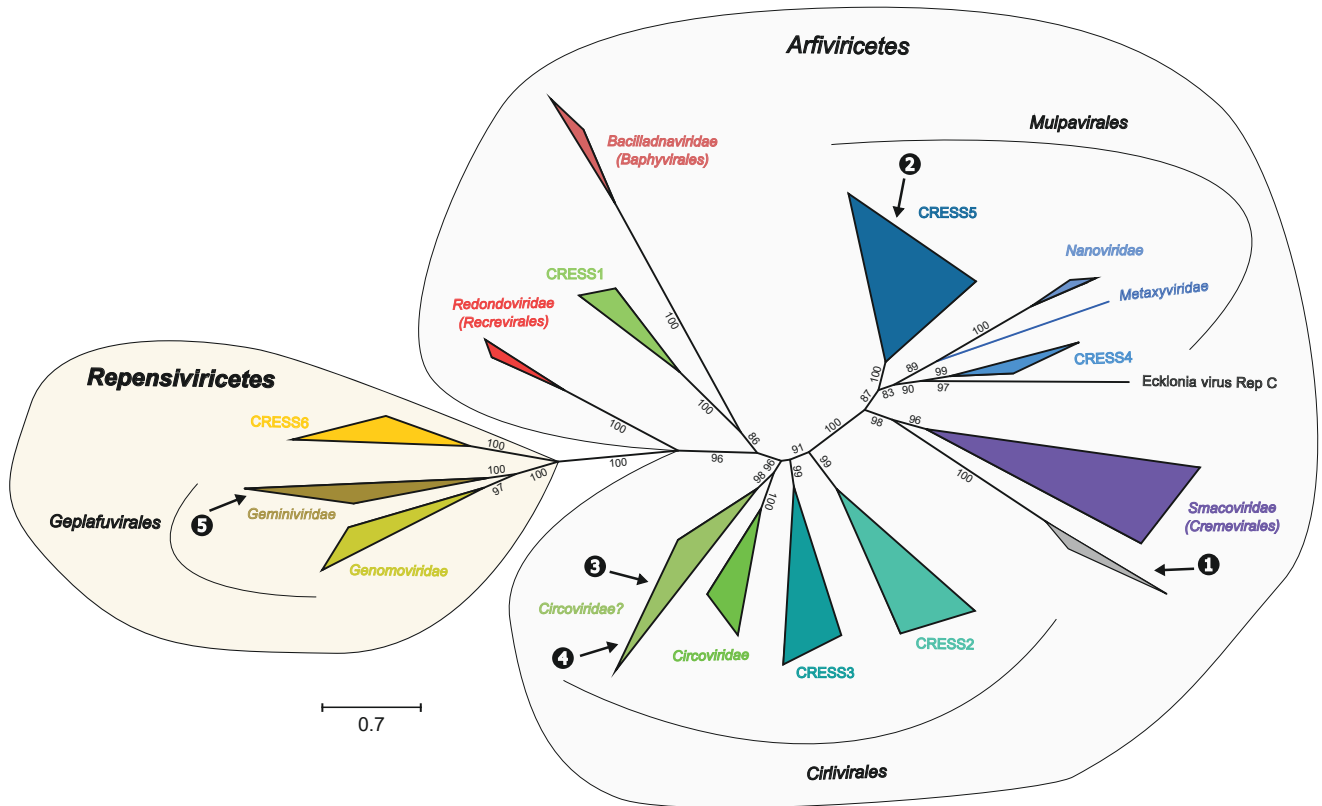 Arfiviricetes
Mulpavirales
Bacilladnaviridae
(Baphyvirales)
2
CRESS5
Nanoviridae
Metaxyviridae
CRESS1
Redondoviridae
(Recrevirales)
100
100
CRESS4
89
99
Ecklonia virus Rep C
100
83
90
97
87
Repensiviricetes
CRESS6
100
100
86
100
98
96
100
96
91
100
100
100
97
98
96
99
99
100
100
Geminiviridae
Geplafuvirales
5
Smacoviridae
(Cremevirales)
Genomoviridae
3
1
Circoviridae?
4
Circoviridae
CRESS2
CRESS3
0.7
Cirlivirales